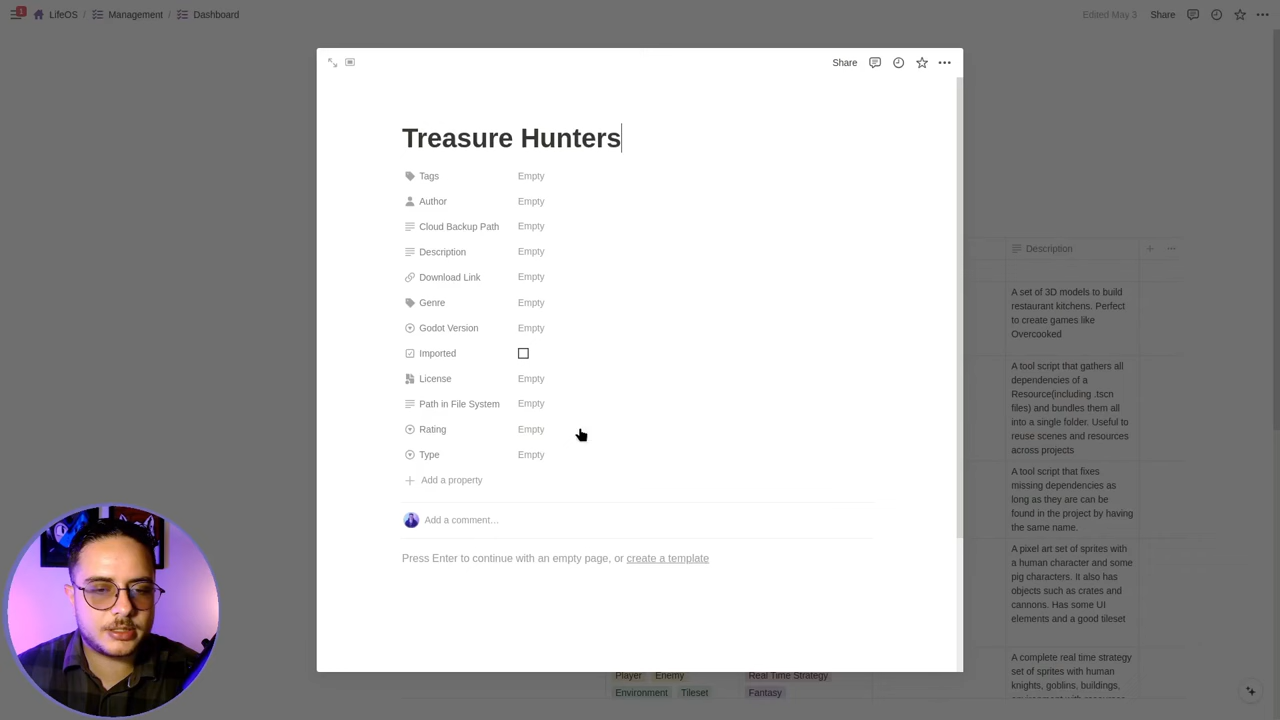 1
LifeOS / Management / Dashboard
Edited May 3 Share
Share
Treasure Hunters
Tags Empty
Author Empty
Cloud Backup Path Empty
Description Empty
Download Link Empty
Genre Empty
Godot Version Empty
Imported
License Empty
Path in File System Empty
Rating Empty
Type Empty
Add a property
Add a comment…
Press Enter to continue with an empty page, or create a template
Description
A set of 3D models to build
restaurant kitchens. Perfect
to create games like
Overcooked
A tool script that gathers all
dependencies of a
Resource(including .tscn
files) and bundles them all
into a single folder. Useful to
reuse scenes and resources
across projects
A tool script that fixes
missing dependencies as
long as they are can be
found in the project by having
the same name.
A pixel art set of sprites with
a human character and some
pig characters. It also has
objects such as crates and
cannons. Has some UI
elements and a good tileset
A complete real time strategy
set of sprites with human
knights, goblins, buildings,
Player Enemy Real Time Strategy
Environment Tileset Fantasy